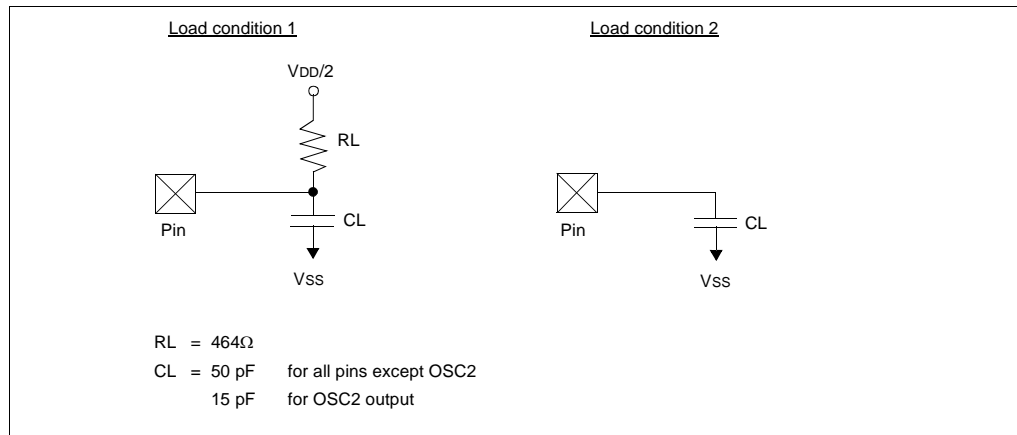 Load condition 1
VDD/2
RL
Pin
CL
VSS
Load condition 2
Pin
CL
VSS
RL = 464Ω
CL = 50 pF for all pins except OSC2
15 pF for OSC2 output